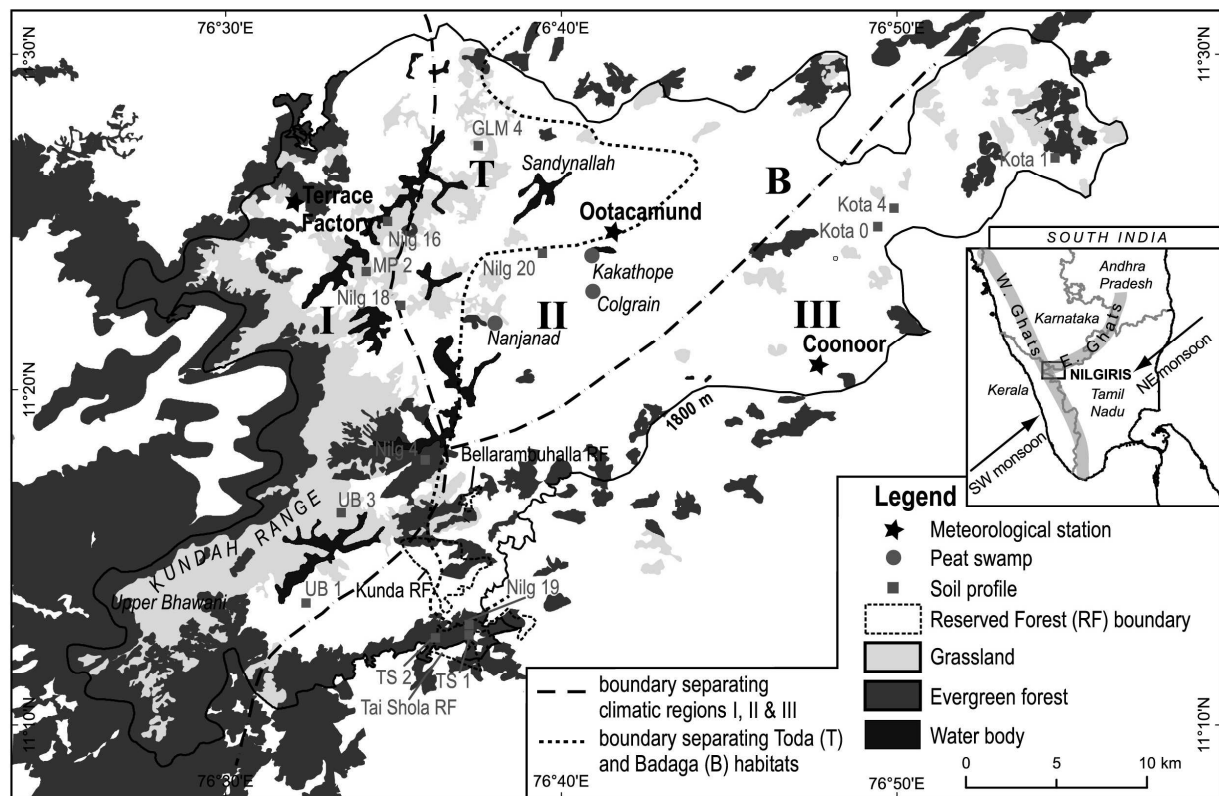 76°30'E
76°40'E
76°50'E
11°30'N
11°30'N
GLM 4
T
Sandynallah
Kota 1
B
Terrace
Factory
Ootacamund
Kota 4
Kota 0
Nilg 16
MP 2
Nilg 20
Kakathope
Nilg 18
Colgrain
I
II
III
Nanjanad
Coonoor
11°20'N
1800 m
Nilg 4
Bellarambuhalla RF
UB 3
KUNDAH RANGE
UB 1
Kunda RF
Nilg 19
Upper Bhawani
TS 2
TS 1
Tai Shola RF
11°10'N
11°10'N
76°30'E
76°40'E
76°50'E
SOUTH INDIA
Andhra
Pradesh
W. Ghats
Karnataka
E. Ghats
NILGIRIS
NE monsoon
Kerala
Tamil
Nadu
SW monsoon
Legend
Meteorological station
Peat swamp
Soil profile
Reserved Forest (RF) boundary
Grassland
Evergreen forest
Water body
0 5 10 km
boundary separating
climatic regions I, II & III
boundary separating Toda (T)
and Badaga (B) habitats